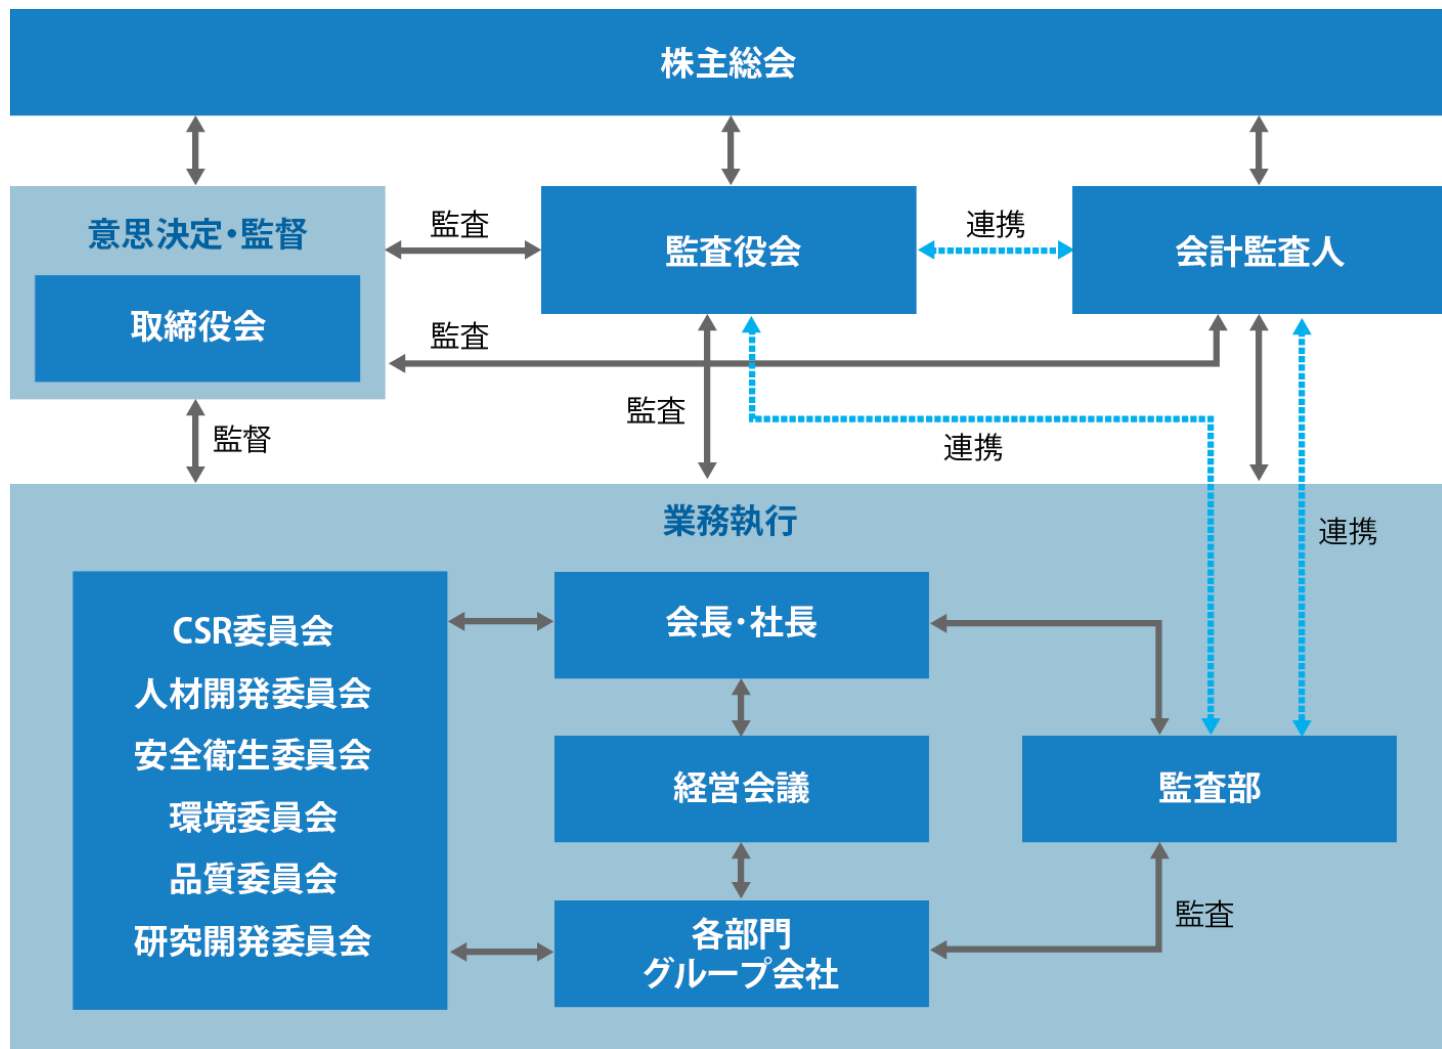 株主総会
意思決定・監督
取締役会
監査
監査役会
連携
会計監査人
監査
監査
監督
連携
連携
業務執行
CSR委員会
人材開発委員会
安全衛生委員会
環境委員会
品質委員会
研究開発委員会
会長・社長
経営会議
各部門
グループ会社
監査部
監査